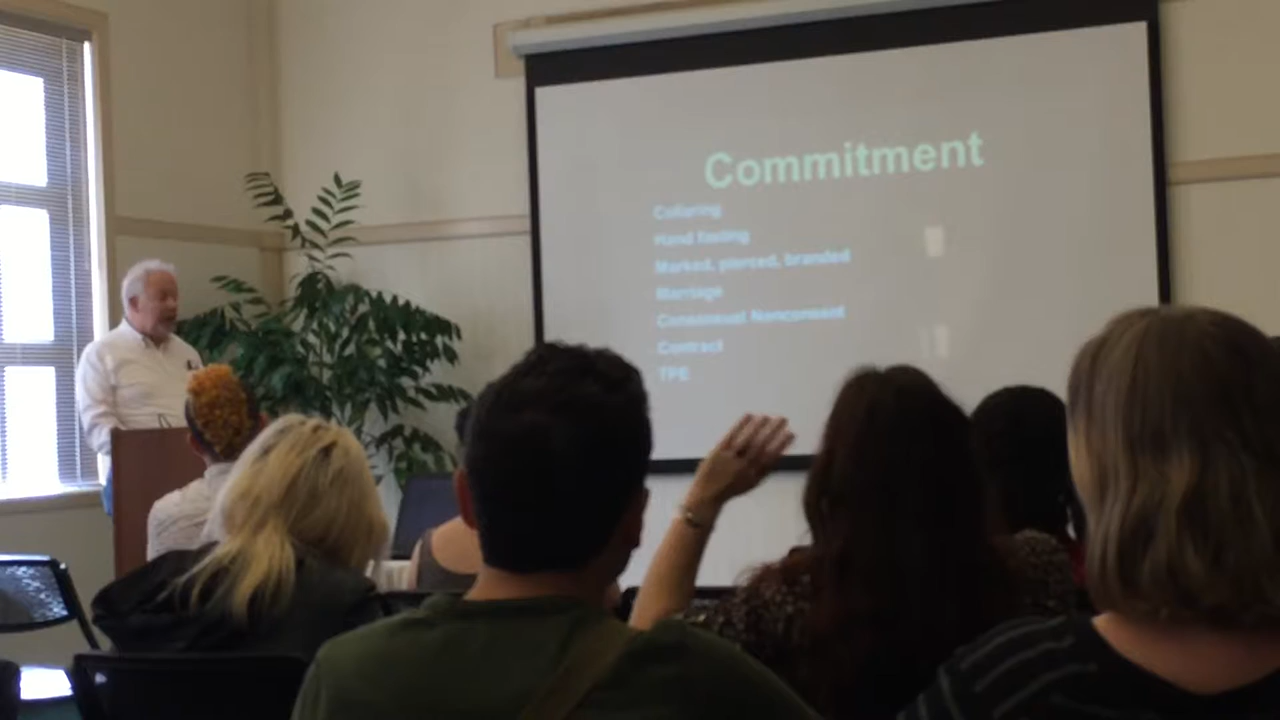 Commitment
Collaring
Hand fasting
Marked, pierced, branded
Marriage
Consensual Nonconsent
Contract
TPE